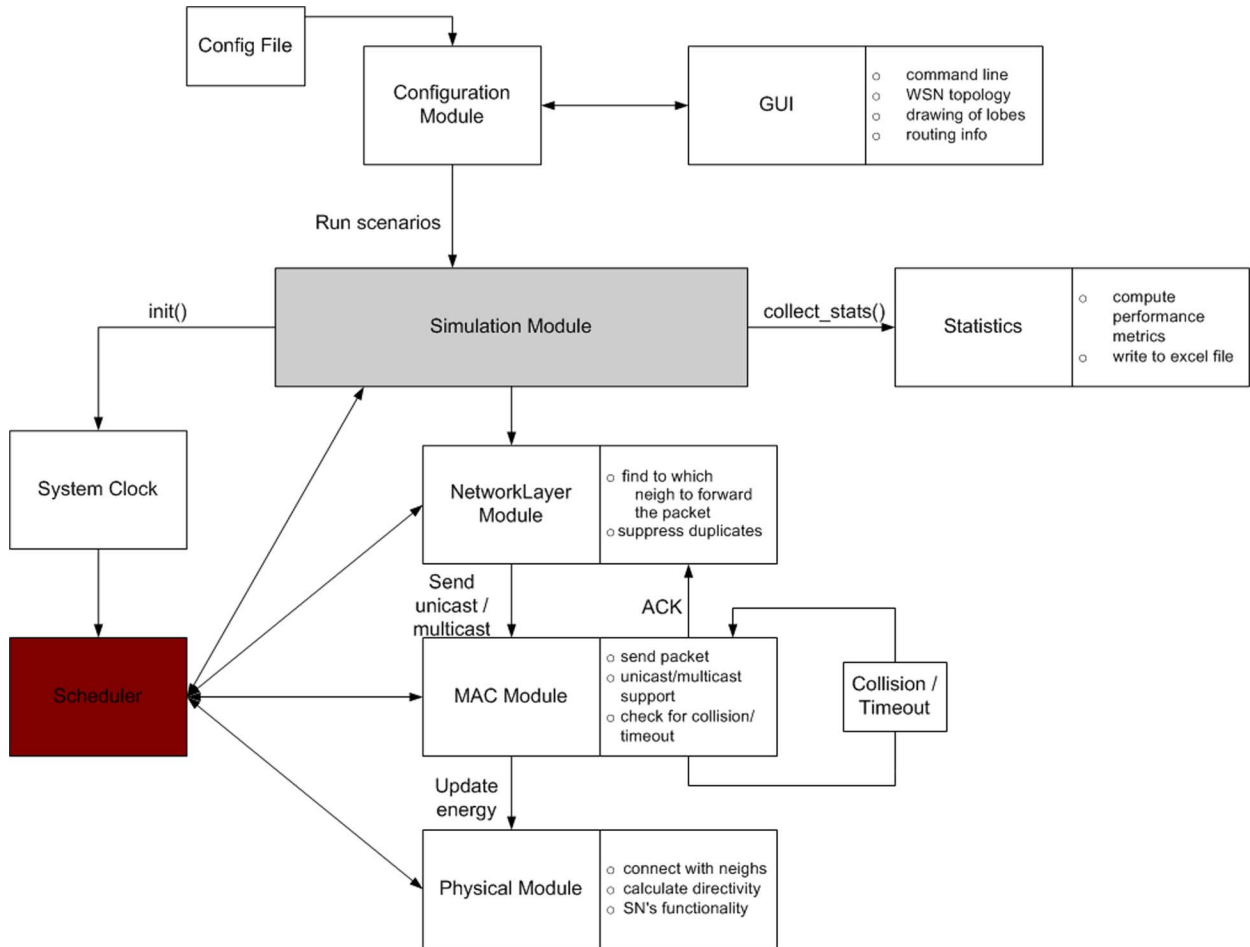 Config File
Configuration
Module
GUI
○ command line
○ WSN topology
○ drawing of lobes
○ routing info
Run scenarios
init()
Simulation Module
collect_stats()
Statistics
○ compute
performance
metrics
○ write to excel file
System Clock
NetworkLayer
Module
○ find to which
neigh to forward
the packet
○ suppress duplicates
Send
unicast /
multicast
ACK
Scheduler
MAC Module
○ send packet
○ unicast/multicast
support
○ check for collision/
timeout
Collision /
Timeout
Update
energy
Physical Module
○ connect with neighs
○ calculate directivity
○ SN's functionality